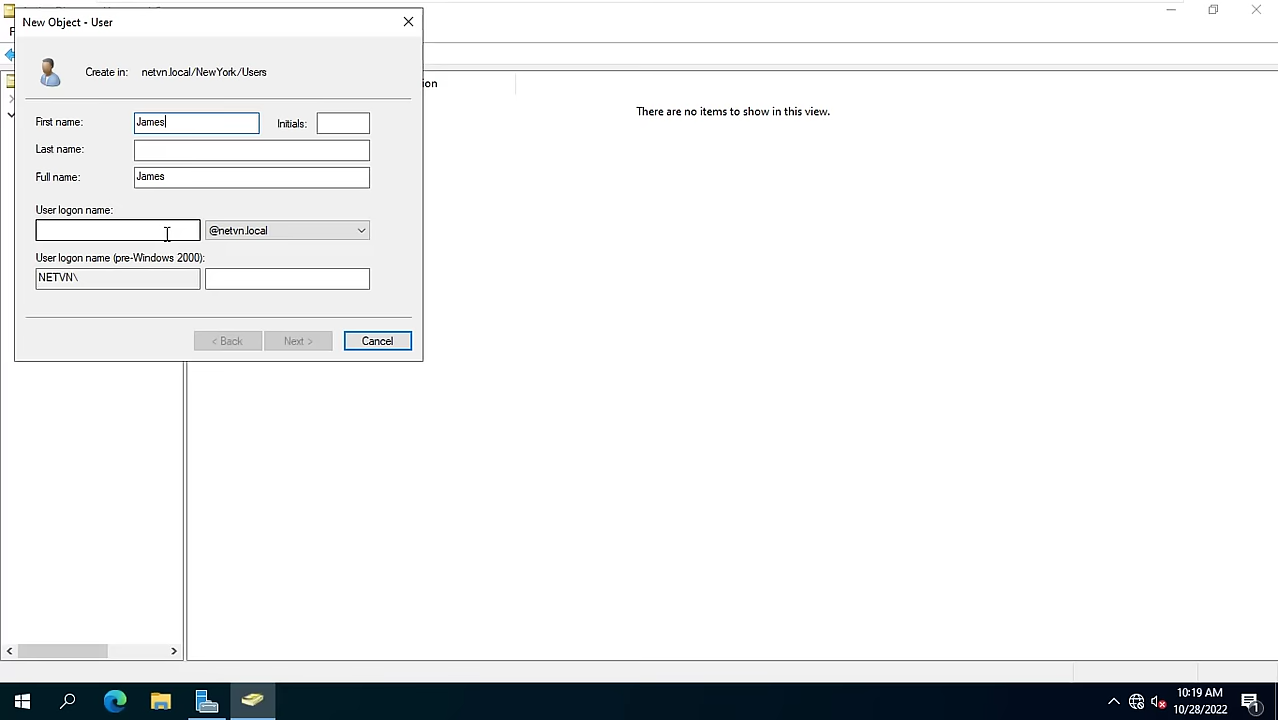 New Object - User
Create in: netvn.local/NewYork/Users
First name: James Initials:
Last name:
Full name: James
User logon name:
@netvn.local
User logon name (pre-Windows 2000):
NETVN\
< Back Next > Cancel
ion
There are no items to show in this view.
10:19 AM
10/28/2022
1